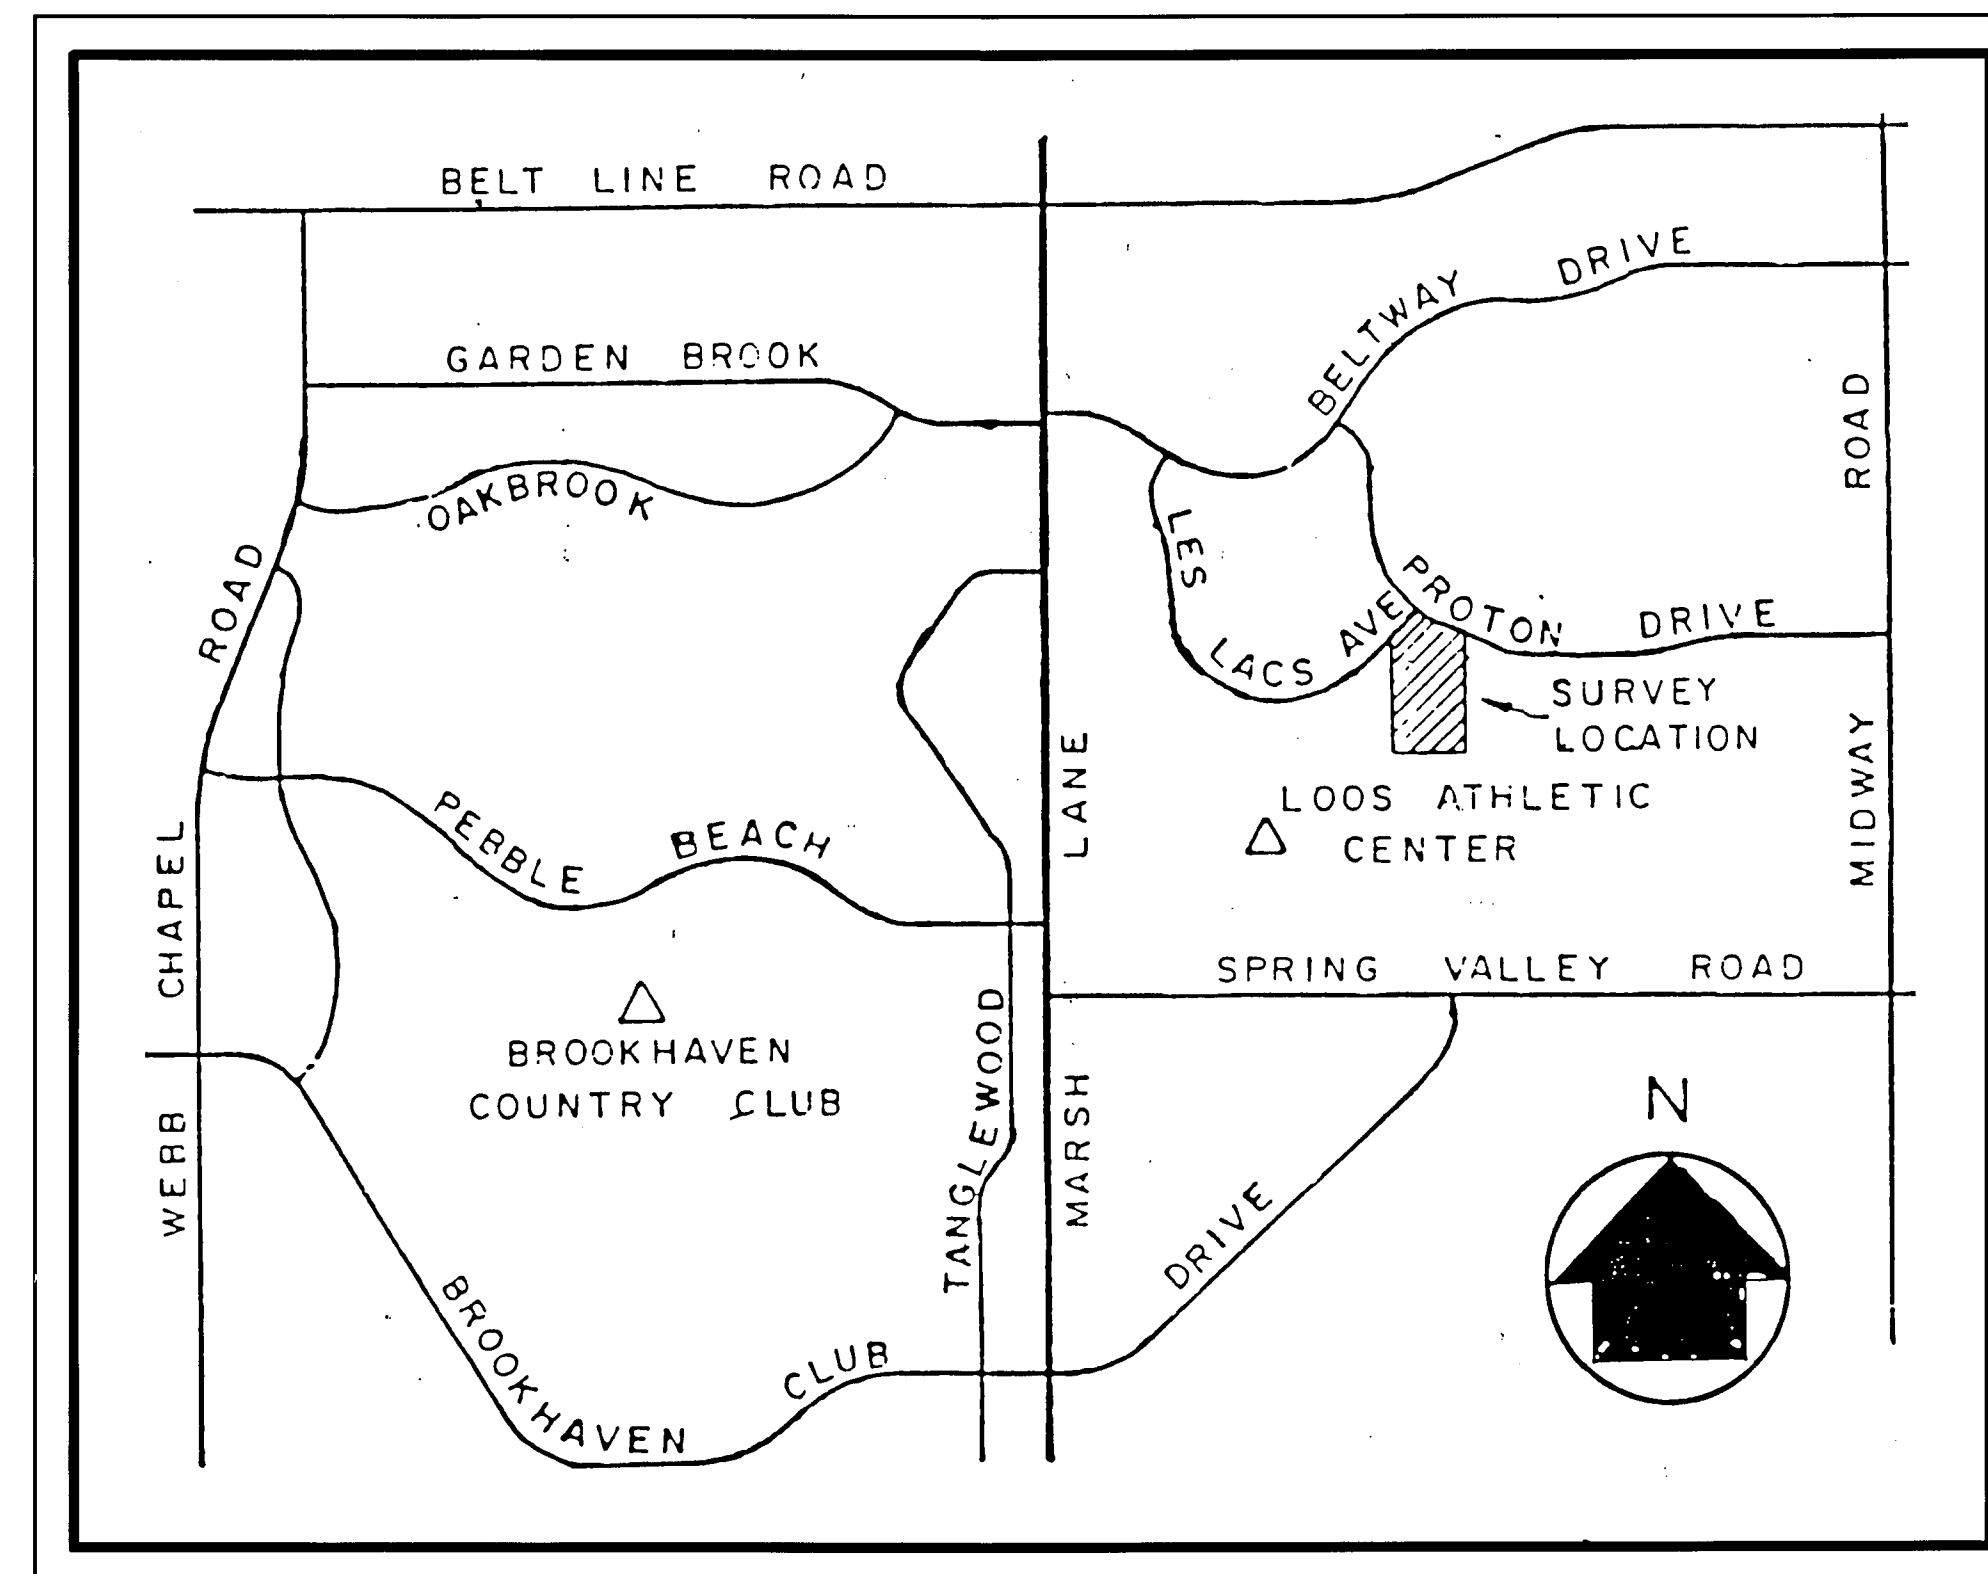 BELT LINE ROAD
BELTWAY DRIVE
GARDEN BROOK
OAKBROOK
WEBB CHAPEL ROAD
LES LACS AVE
PROTON DRIVE
MIDWAY ROAD
SURVEY
LOCATION
PEBBLE BEACH
MARSH LANE
LOOS ATHLETIC
CENTER
SPRING VALLEY ROAD
BROOKHAVEN
COUNTRY CLUB
TANGLEWOOD
N
BROOKHAVEN CLUB DRIVE